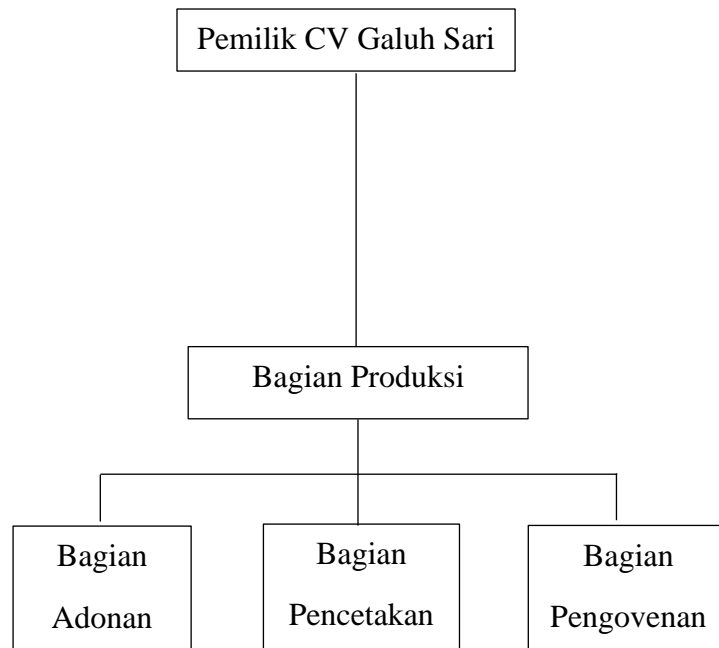 Pemilik CV Galuh Sari
Bagian Produksi
Bagian
Adonan
Bagian
Pencetakan
Bagian
Pengovenan